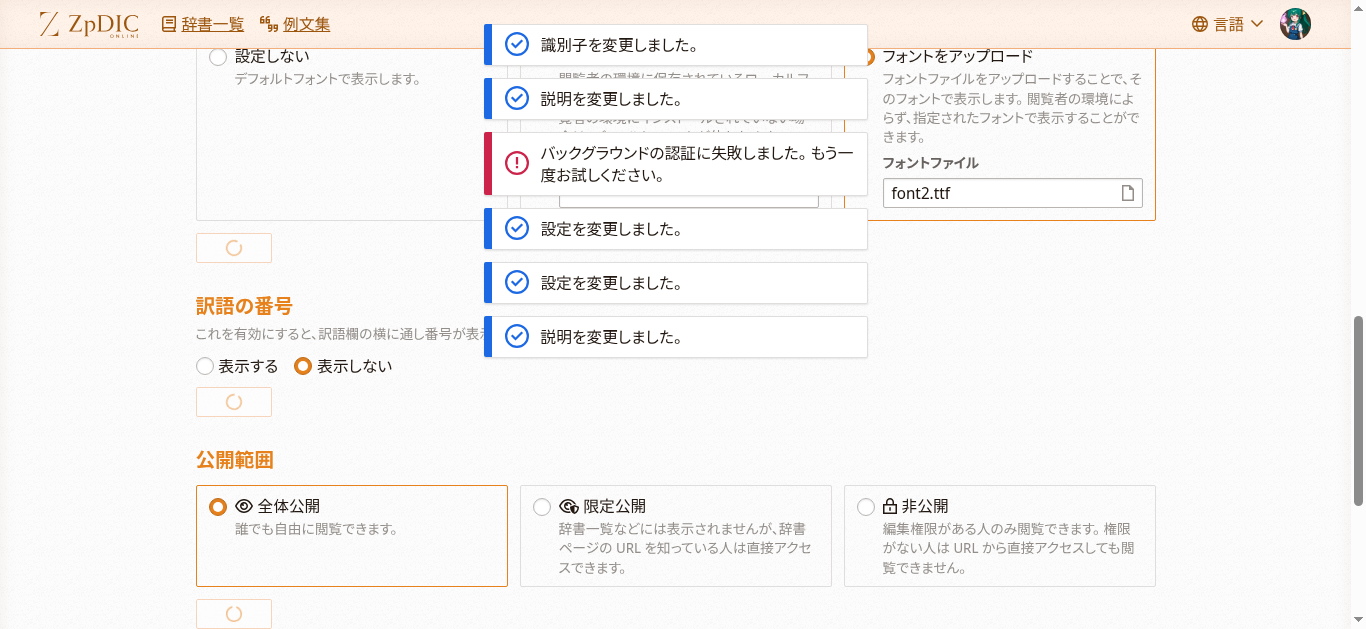 ZpDIC
ONLINE
辞書一覧
例文集
言語
識別子を変更しました。
説明を変更しました。
バックグラウンドの認証に失敗しました。もう一
度お試しください。
設定を変更しました。
設定を変更しました。
説明を変更しました。
設定しない
デフォルトフォントで表示します。
フォントをアップロード
フォントファイルをアップロードすることで、そ
のフォントで表示します。閲覧者の環境によ
らず、指定されたフォントで表示することがで
きます。
フォントファイル
font2.ttf
訳語の番号
これを有効にすると、訳語欄の横に通し番号が表
表示する
表示しない
公開範囲
全体公開
誰でも自由に閲覧できます。
限定公開
辞書一覧などには表示されませんが、辞書
ページの URL を知っている人は直接アクセ
スできます。
非公開
編集権限がある人のみ閲覧できます。権限
がない人は URL から直接アクセスしても閲
覧できません。